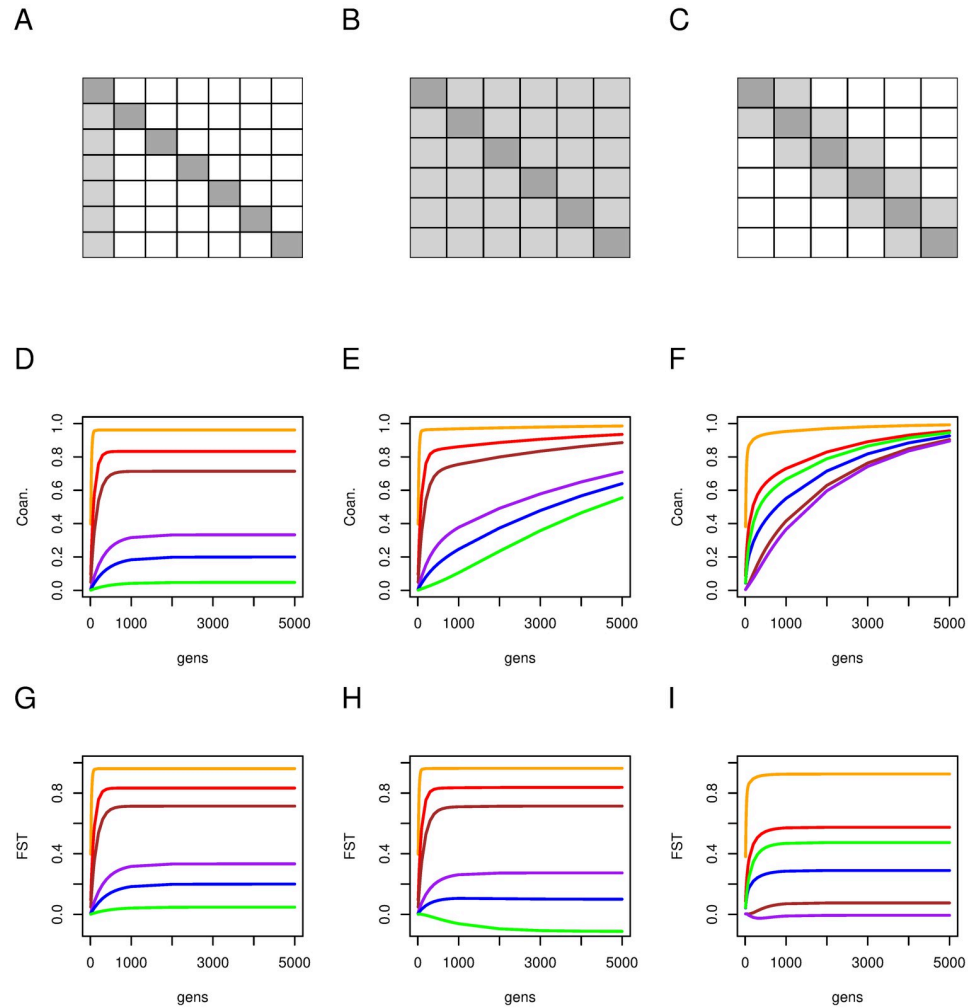 A B C
D E F
Coan. Coan. Coan.
1.0 1.0 1.0
0.8 0.8 0.8
0.6 0.6 0.6
0.4 0.4 0.4
0.2 0.2 0.2
0.0 0.0 0.0
0 1000 3000 5000 0 1000 3000 5000 0 1000 3000 5000
gens gens gens
G H I
FST FST FST
0.8 0.8 0.8
0.4 0.4 0.4
0.0 0.0 0.0
0 1000 3000 5000 0 1000 3000 5000 0 1000 3000 5000
gens gens gens